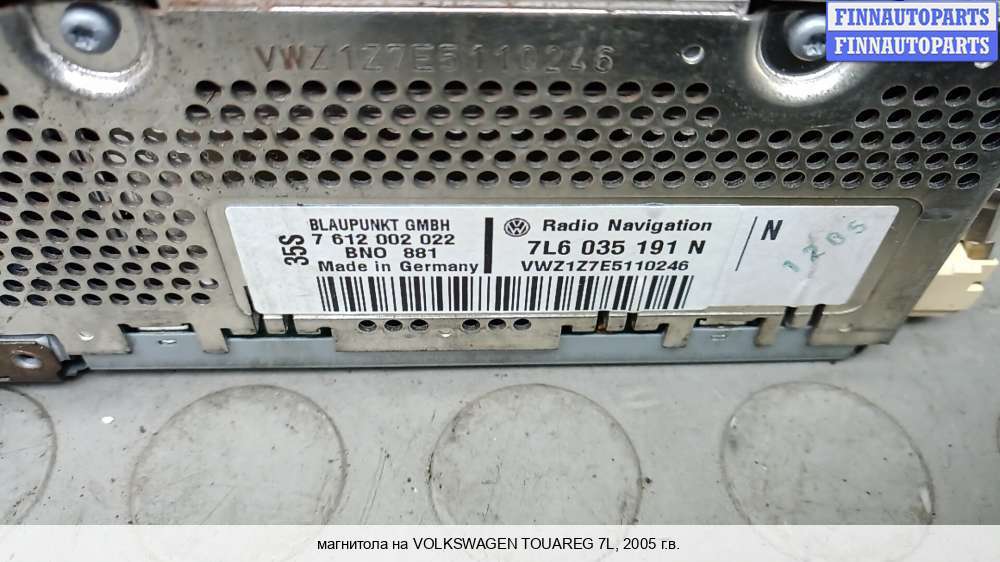 FINNAUTOPARTS
FINNAUTOPARTS
VWZ1Z7E5110246
35S
BLAUPUNKT GMBH
7 612 002 022
BNO 881
Made in Germany
Radio Navigation
7L6 035 191 N
VWZ1Z7E5110246
N
1205
магнитола на VOLKSWAGEN TOUAREG 7L, 2005 г.в.